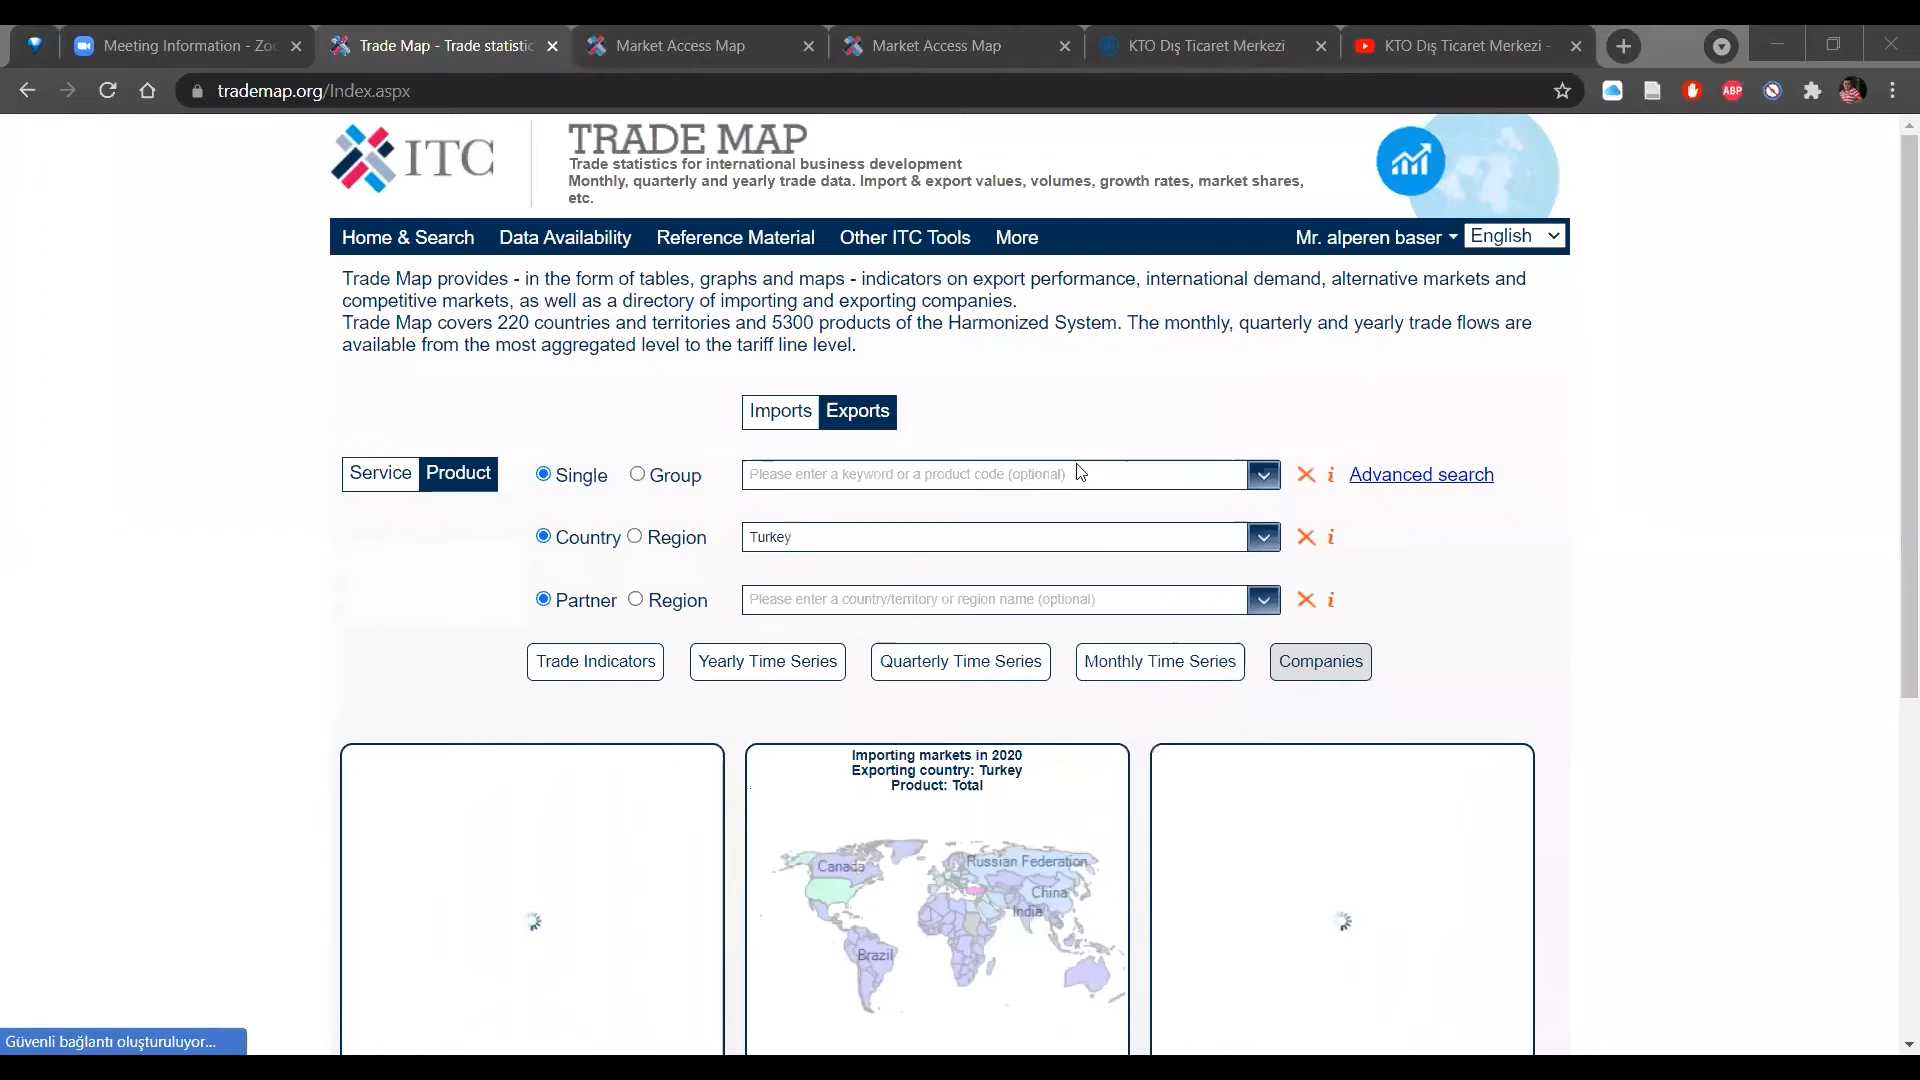 Meeting Information - Zoo
Trade Map - Trade statistic
Market Access Map
Market Access Map
KTO Dış Ticaret Merkezi
KTO Dış Ticaret Merkezi -
trademap.org/Index.aspx
ABP
ITC
TRADE MAP
Trade statistics for international business development
Monthly, quarterly and yearly trade data. Import & export values, volumes, growth rates, market shares,
etc.
Home & Search
Data Availability
Reference Material
Other ITC Tools
More
Mr. alperen baser
English
Trade Map provides - in the form of tables, graphs and maps - indicators on export performance, international demand, alternative markets and
competitive markets, as well as a directory of importing and exporting companies.
Trade Map covers 220 countries and territories and 5300 products of the Harmonized System. The monthly, quarterly and yearly trade flows are
available from the most aggregated level to the tariff line level.
Imports
Exports
Service
Product
Single
Group
Please enter a keyword or a product code (optional)
i
Advanced search
Country
Region
Turkey
i
Partner
Region
Please enter a country/territory or region name (optional)
i
Trade Indicators
Yearly Time Series
Quarterly Time Series
Monthly Time Series
Companies
Importing markets in 2020
Exporting country: Turkey
Product: Total
Canada
Russian Federation
China
India
Brazil
Güvenli bağlantı oluşturuluyor...